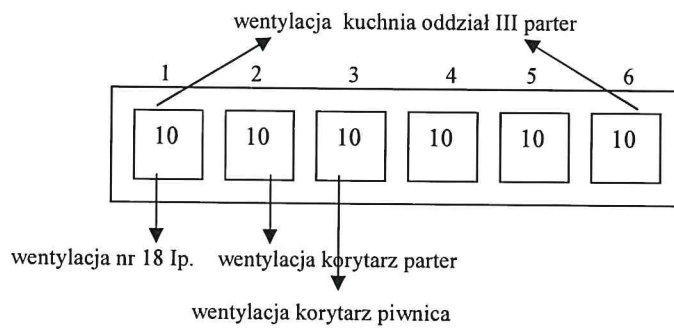 wentylacja kuchnia oddział III parter
1 2 3 4 5 6
10 10 10 10 10 10
wentylacja nr 18 Ip. wentylacja korytarz parter
wentylacja korytarz piwnica